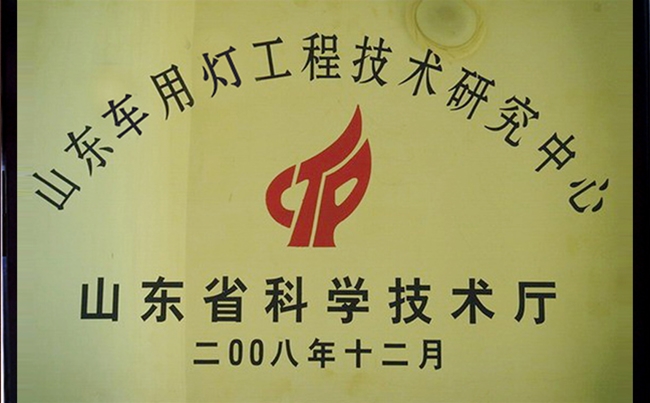 山东车用灯工程技术研究中心
CTP
山东省科学技术厅
二00八年十二月